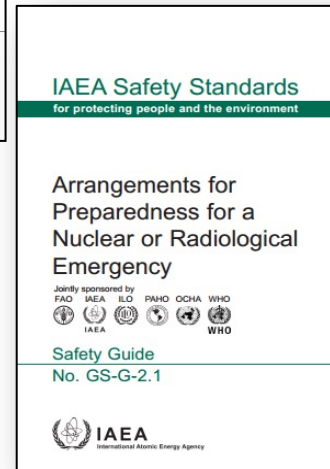 IAEA Safety Standards
for protecting people and the environment
Arrangements for
Preparedness for a
Nuclear or Radiological
Emergency
Jointly sponsored by
FAO IAEA ILO PAHO OCHA WHO
IAEA WHO
Safety Guide
No. GS-G-2.1
IAEA
International Atomic Energy Agency